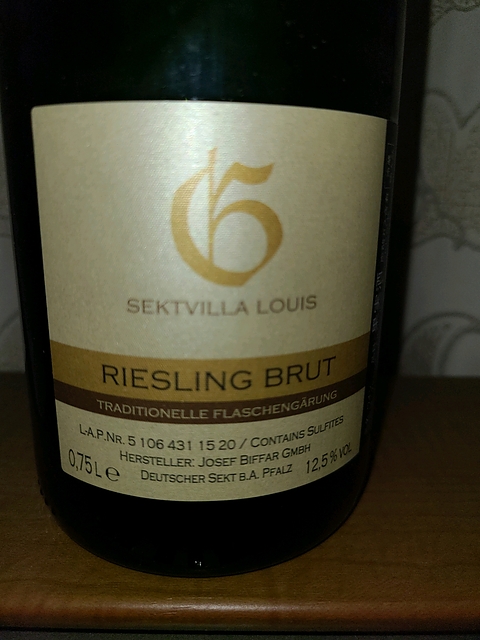 G
SEKTVILLA LOUIS
RIESLING BRUT
TRADITIONELLE FLASCHENGÄRUNG
L-A.P.NR. 5 106 431 15 20 / CONTAINS SULFITES
HERSTELLER: JOSEF BIFFAR GMBH
0,75 L ℮ DEUTSCHER SEKT B.A. PFALZ 12,5 % VOL